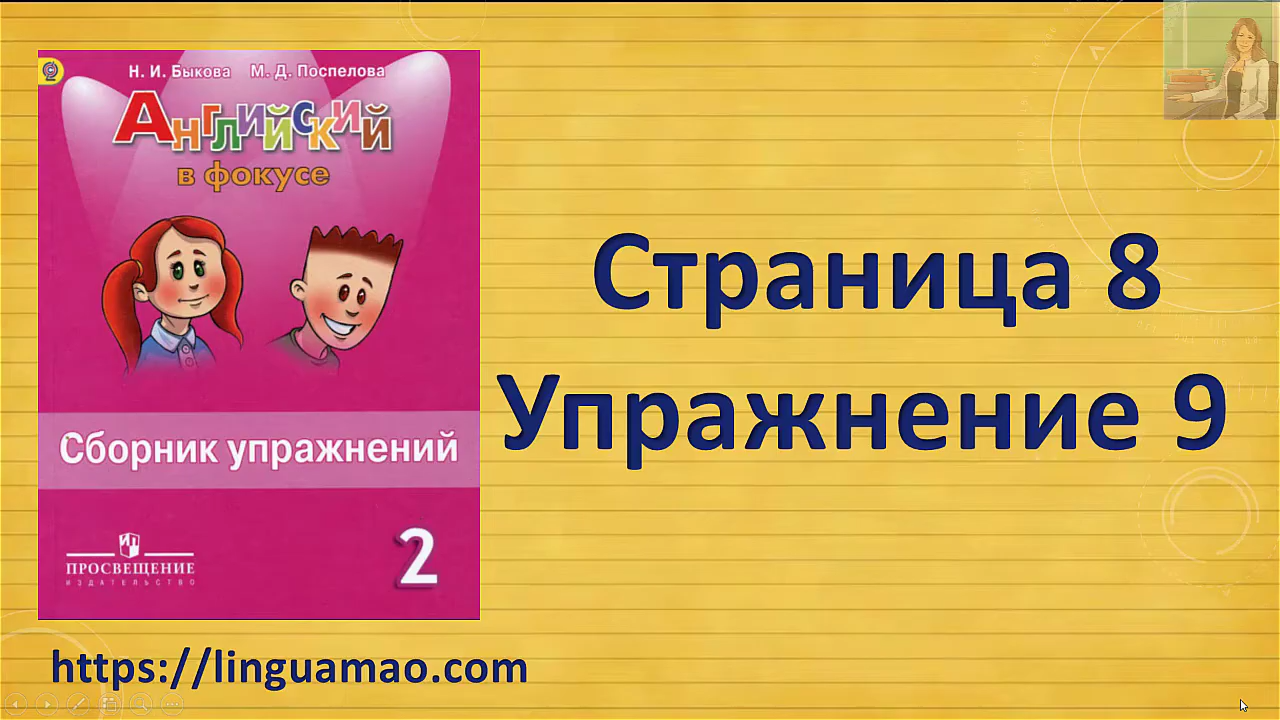 Н. И. Быкова М. Д. Поспелова
Английский
в фокусе
Сборник упражнений
2
ПРОСВЕЩЕНИЕ
ИЗДАТЕЛЬСТВО
Страница 8
Упражнение 9
https://linguamao.com